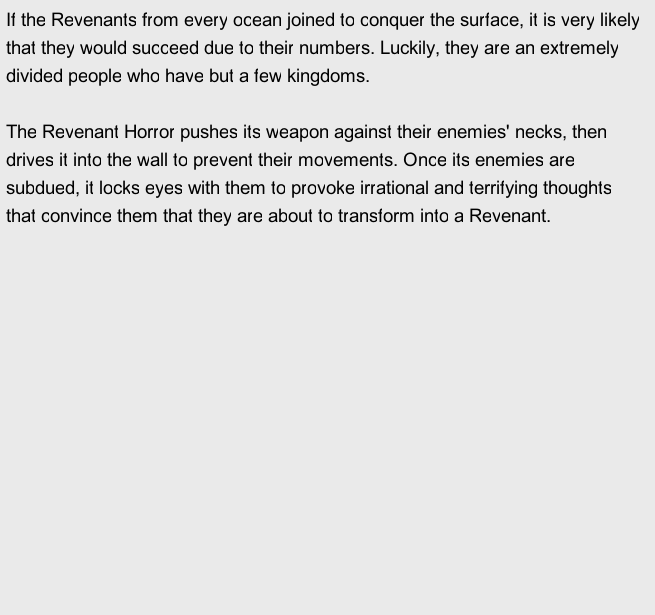 If the Revenants from every ocean joined to conquer the surface, it is very likely
that they would succeed due to their numbers. Luckily, they are an extremely
divided people who have but a few kingdoms.

The Revenant Horror pushes its weapon against their enemies' necks, then
drives it into the wall to prevent their movements. Once its enemies are
subdued, it locks eyes with them to provoke irrational and terrifying thoughts
that convince them that they are about to transform into a Revenant.